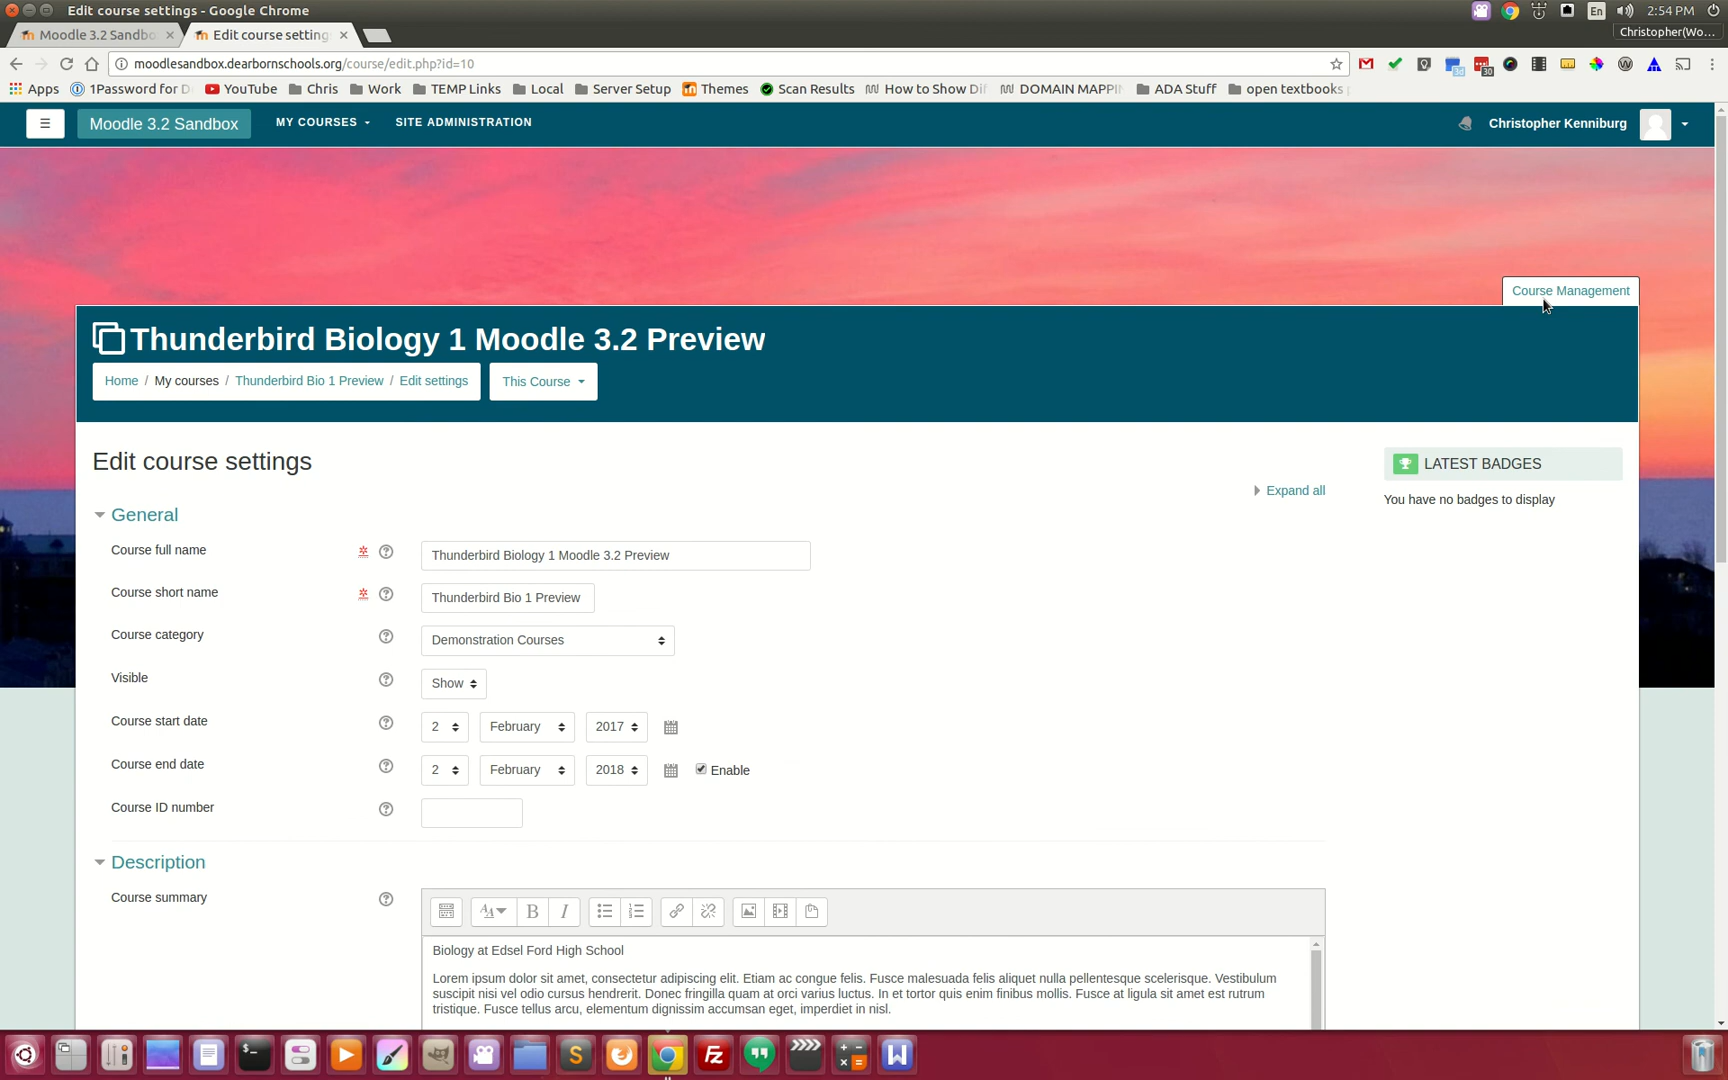 Edit course settings - Google Chrome
En 2:54 PM
Moodle 3.2 Sandbo
Edit course setting
Christopher(Wo...
moodlesandbox.dearbornschools.org/course/edit.php?id=10
Apps 1Password for D YouTube Chris Work TEMP Links Local Server Setup Themes Scan Results How to Show Dif DOMAIN MAPPI ADA Stuff open textbooks
Moodle 3.2 Sandbox MY COURSES SITE ADMINISTRATION Christopher Kenniburg
Course Management
Thunderbird Biology 1 Moodle 3.2 Preview
Home / My courses / Thunderbird Bio 1 Preview / Edit settings This Course
Edit course settings
LATEST BADGES
Expand all
You have no badges to display
General
Course full name Thunderbird Biology 1 Moodle 3.2 Preview
Course short name Thunderbird Bio 1 Preview
Course category Demonstration Courses
Visible Show
Course start date 2 February 2017
Course end date 2 February 2018 Enable
Course ID number
Description
Course summary
Biology at Edsel Ford High School
Lorem ipsum dolor sit amet, consectetur adipiscing elit. Etiam ac congue felis. Fusce malesuada felis aliquet nulla pellentesque scelerisque. Vestibulum
suscipit nisi vel odio cursus hendrerit. Donec fringilla quam at orci varius luctus. In et tortor quis enim finibus mollis. Fusce at ligula sit amet est rutrum
tristique. Fusce tellus arcu, elementum dignissim accumsan eget, imperdiet in nisl.